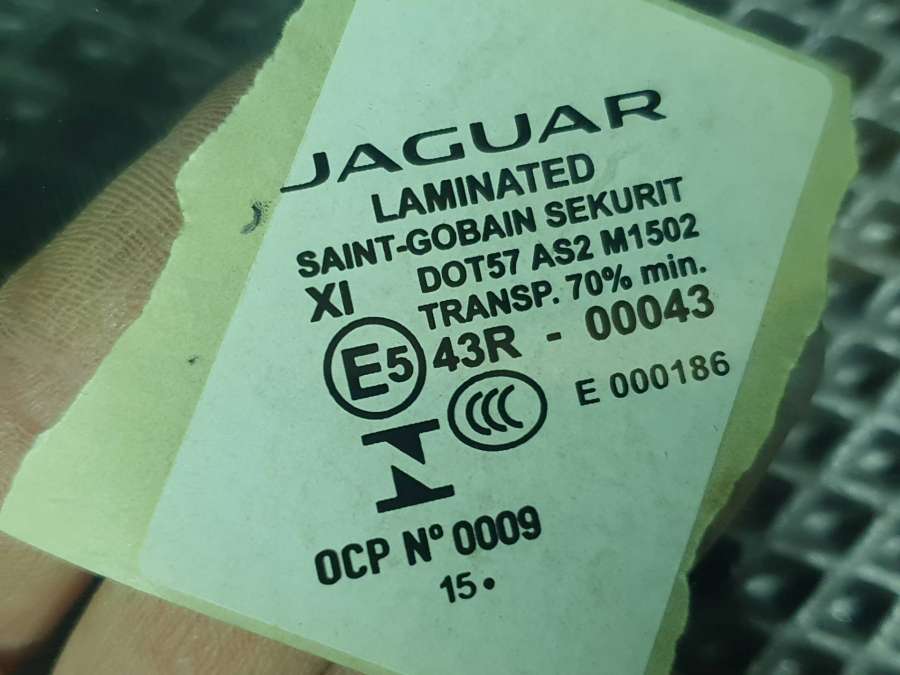 JAGUAR
LAMINATED
SAINT-GOBAIN SEKURIT
XI DOT57 AS2 M1502
TRANSP. 70% min.
E5 43R - 00043
CCC E 000186
OCP Nº 0009
15•